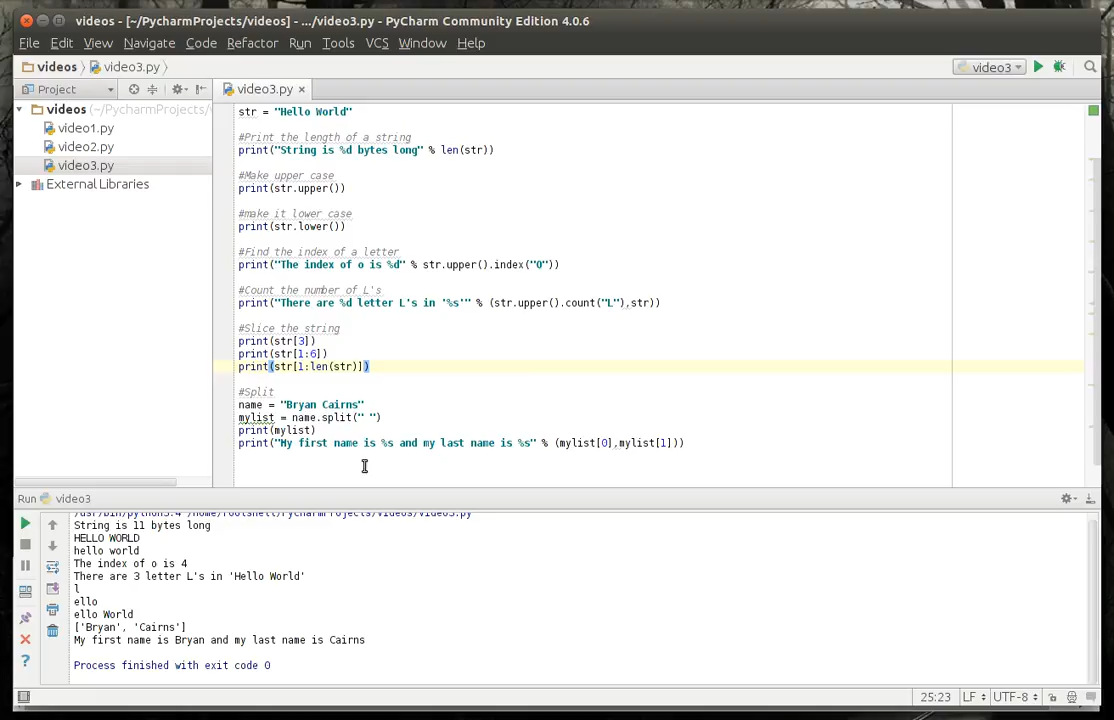 videos - [~/PycharmProjects/videos] - .../video3.py - PyCharm Community Edition 4.0.6
File Edit View Navigate Code Refactor Run Tools VCS Window Help
videos video3.py video3
Project video3.py
videos (~/PycharmProjects/
video1.py
video2.py
video3.py
External Libraries
str = "Hello World"
#Print the length of a string
print("String is %d bytes long" % len(str))
#Make upper case
print(str.upper())
#make it lower case
print(str.lower())
#Find the index of a letter
print("The index of o is %d" % str.upper().index("O"))
#Count the number of L's
print("There are %d letter L's in '%s'" % (str.upper().count("L"),str))
#Slice the string
print(str[3])
print(str[1:6])
print(str[1:len(str)])
#Split
name = "Bryan Cairns"
mylist = name.split(" ")
print(mylist)
print("My first name is %s and my last name is %s" % (mylist[0],mylist[1]))
Run video3
/usr/bin/python3.4 /home/rootshell/PycharmProjects/videos/video3.py
String is 11 bytes long
HELLO WORLD
hello world
The index of o is 4
There are 3 letter L's in 'Hello World'
l
ello
ello World
['Bryan', 'Cairns']
My first name is Bryan and my last name is Cairns
Process finished with exit code 0
25:23 LF UTF-8